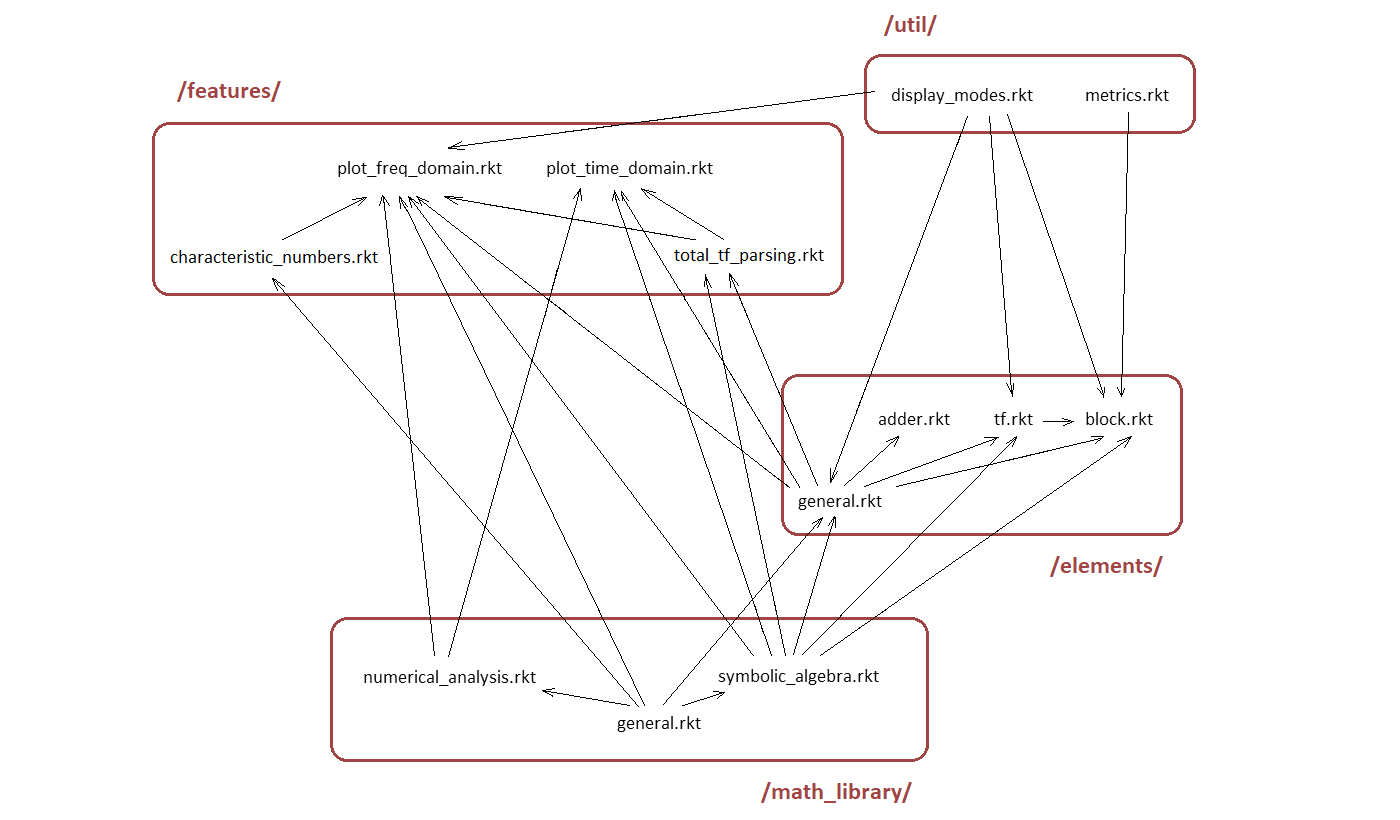 /util/
display_modes.rkt metrics.rkt
/features/
plot_freq_domain.rkt plot_time_domain.rkt
characteristic_numbers.rkt total_tf_parsing.rkt
adder.rkt tf.rkt block.rkt
general.rkt
/elements/
numerical_analysis.rkt symbolic_algebra.rkt
general.rkt
/math_library/